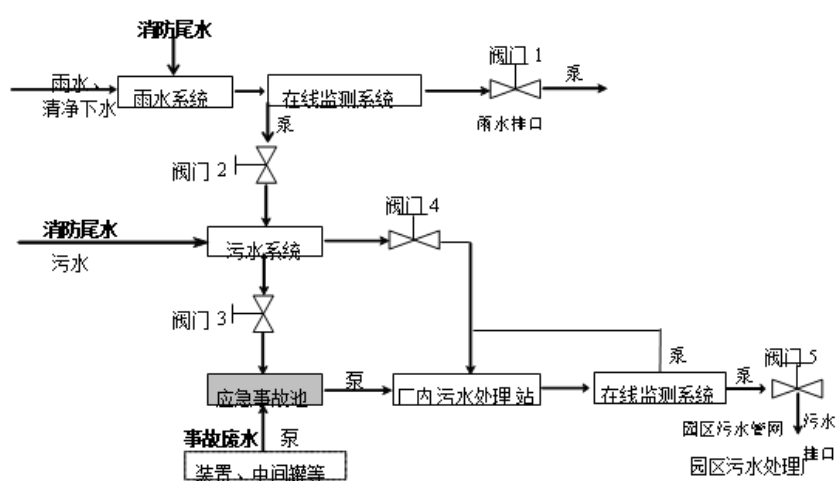 消防尾水
阀门 1
雨水、
清净下水
雨水系统
在线监测系统
泵
雨水排口
泵
阀门 2
阀门 4
消防尾水
污水
污水系统
阀门 3
应急事故池
泵
厂内污水处理站
泵
在线监测系统
泵
阀门 5
事故废水
泵
园区污水管网
污水
排口
园区污水处理厂
装置、中间罐等